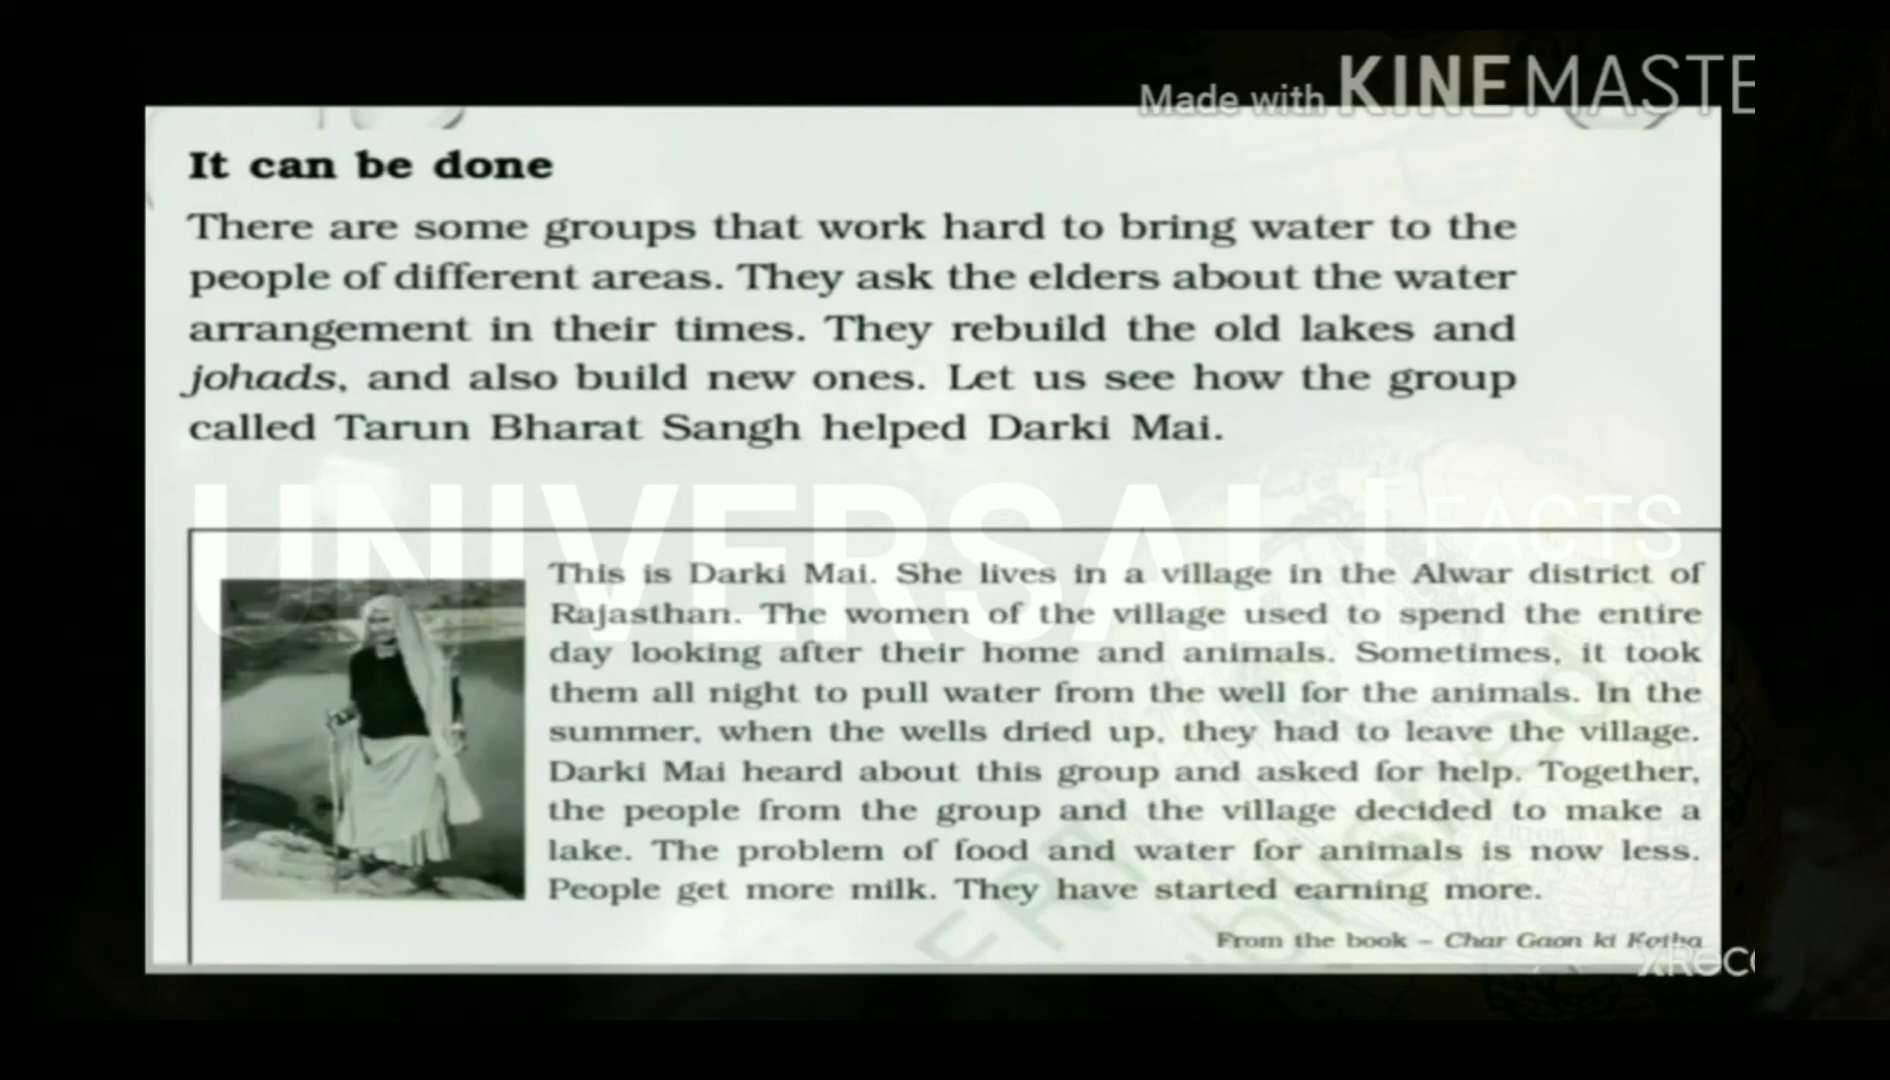 Made with KINEMASTE
It can be done
There are some groups that work hard to bring water to the
people of different areas. They ask the elders about the water
arrangement in their times. They rebuild the old lakes and
johads, and also build new ones. Let us see how the group
called Tarun Bharat Sangh helped Darki Mai.
UNIVERSAL | FACTS
This is Darki Mai. She lives in a village in the Alwar district of
Rajasthan. The women of the village used to spend the entire
day looking after their home and animals. Sometimes, it took
them all night to pull water from the well for the animals. In the
summer, when the wells dried up, they had to leave the village.
Darki Mai heard about this group and asked for help. Together,
the people from the group and the village decided to make a
lake. The problem of food and water for animals is now less.
People get more milk. They have started earning more.
From the book – Char Gaon ki Katha
XRec